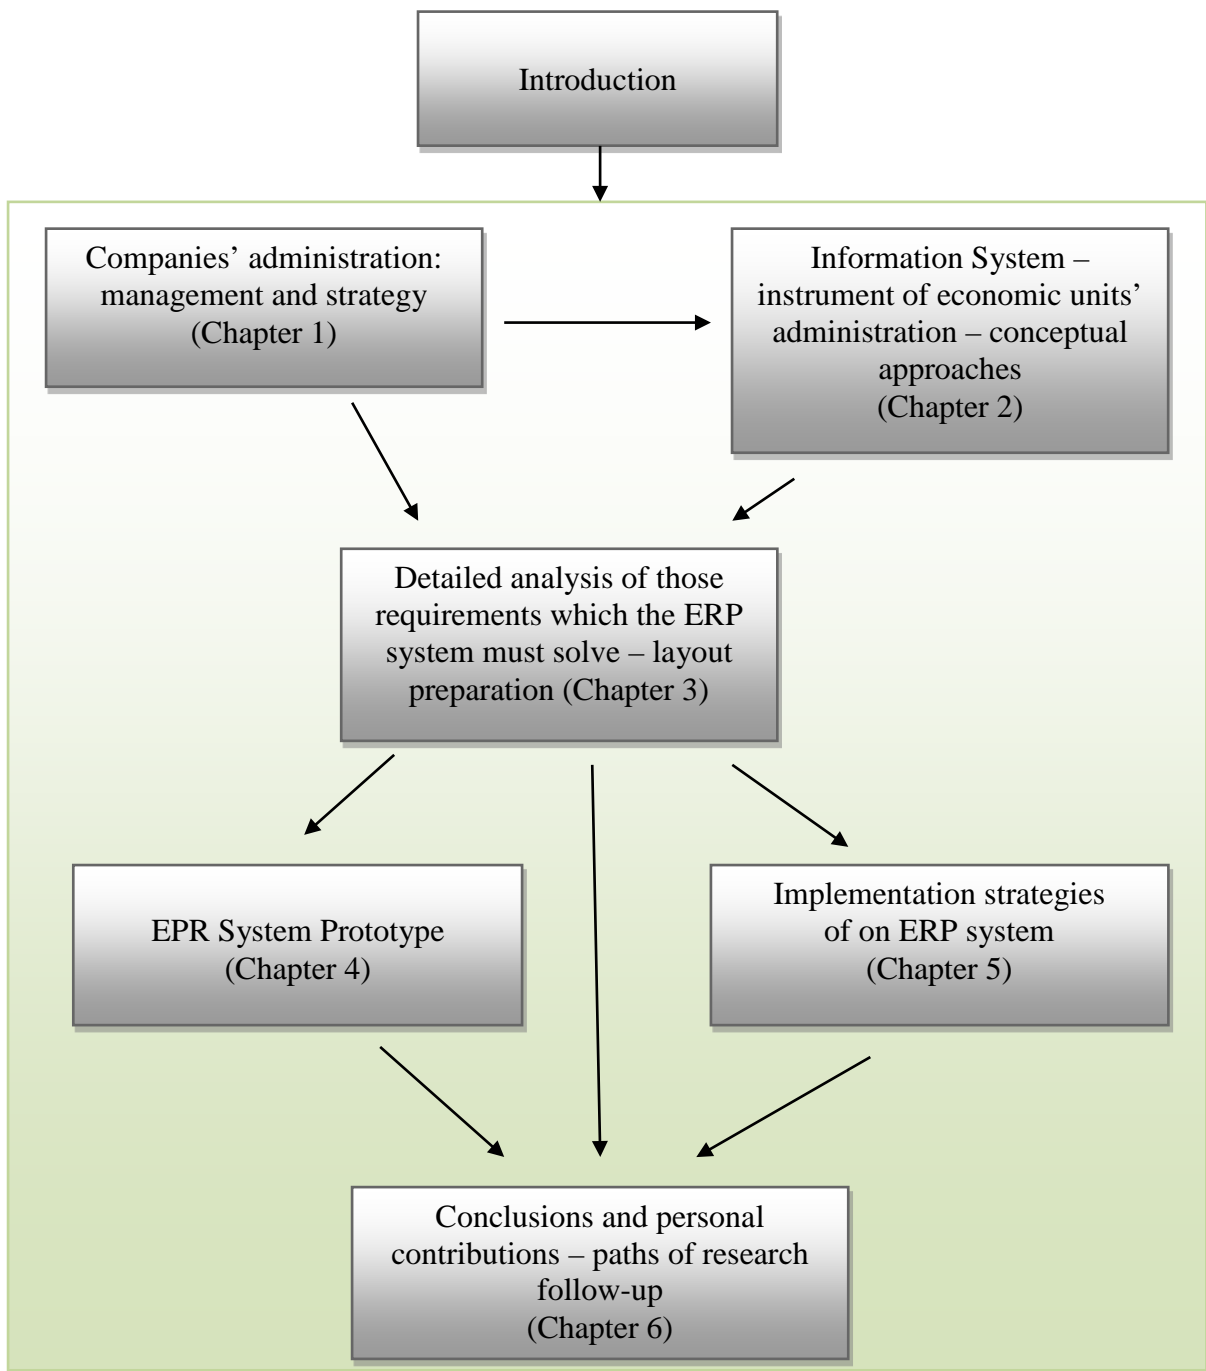 Introduction
Companies’ administration:
management and strategy
(Chapter 1)
Information System –
instrument of economic units’
administration – conceptual
approaches
(Chapter 2)
Detailed analysis of those
requirements which the ERP
system must solve – layout
preparation (Chapter 3)
EPR System Prototype
(Chapter 4)
Implementation strategies
of on ERP system
(Chapter 5)
Conclusions and personal
contributions – paths of research
follow-up
(Chapter 6)